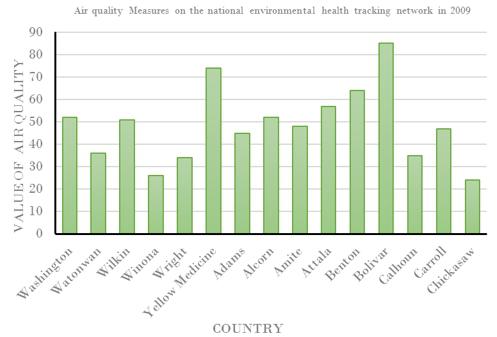 Air quality Measures on the national environmental health tracking network in 2009
VALUE OF AIR QUALITY
90
80
70
60
50
40
30
20
10
0
Washington
Watonwan
Wilkin
Winona
Wright
Yellow Medicine
Adams
Alcorn
Amite
Attala
Benton
Bolivar
Calhoun
Carroll
Chickasaw
COUNTRY